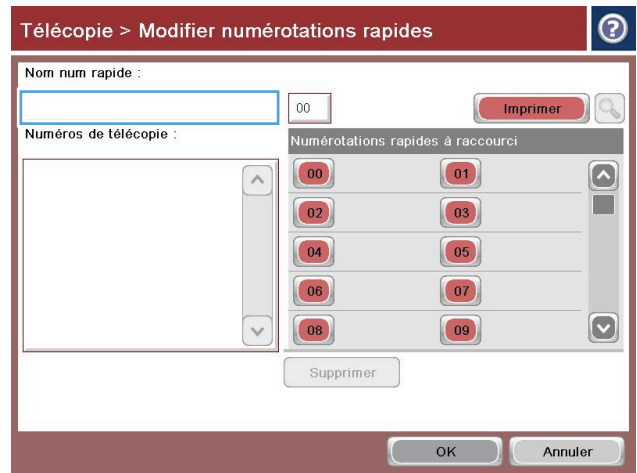 Télécopie > Modifier numérotations rapides
?
Nom num rapide :
00
Imprimer
Numéros de télécopie :
Numérotations rapides à raccourci
00 01
02 03
04 05
06 07
08 09
Supprimer
OK Annuler